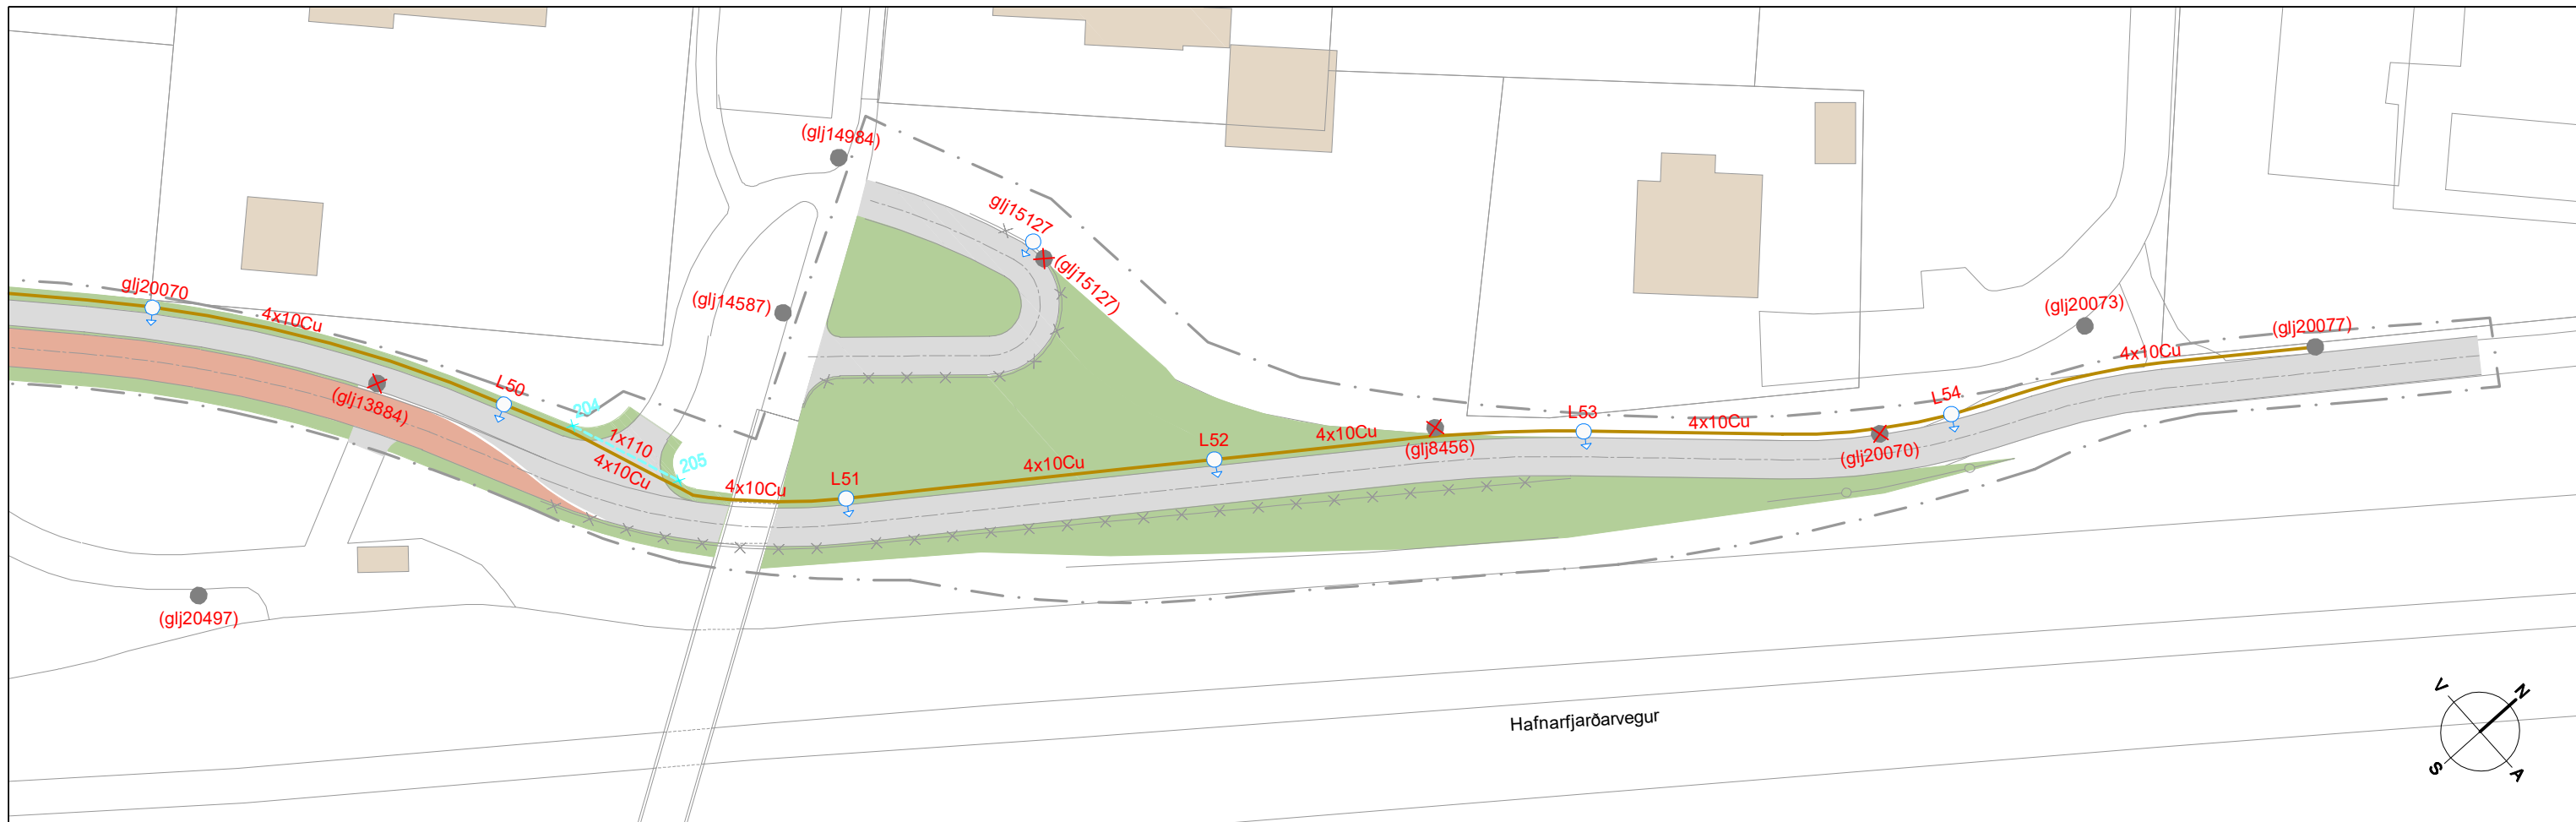 (glj14984)
glj15127
(glj15127)
glj20070
4x10Cu
(glj14587)
(glj20073)
(glj20077)
4x10Cu
L50
(glj13884)
204
1x110
4x10Cu
205
4x10Cu
L51
4x10Cu
L52
4x10Cu
(glj8456)
L53
4x10Cu
L54
(glj20070)
(glj20497)
Hafnarfjarðarvegur
V
N
S
A